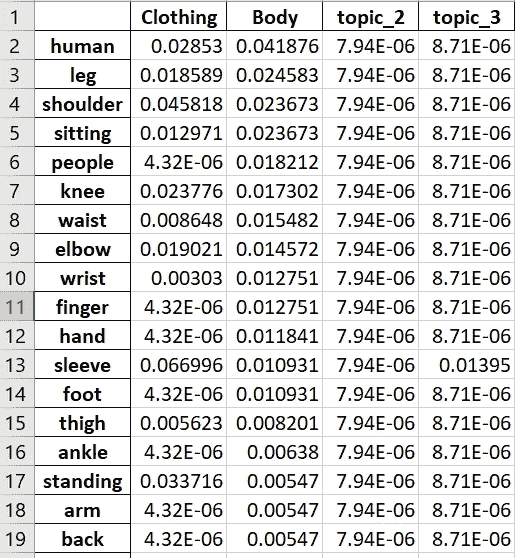 1 Clothing Body topic_2 topic_3
2 human 0.02853 0.041876 7.94E-06 8.71E-06
3 leg 0.018589 0.024583 7.94E-06 8.71E-06
4 shoulder 0.045818 0.023673 7.94E-06 8.71E-06
5 sitting 0.012971 0.023673 7.94E-06 8.71E-06
6 people 4.32E-06 0.018212 7.94E-06 8.71E-06
7 knee 0.023776 0.017302 7.94E-06 8.71E-06
8 waist 0.008648 0.015482 7.94E-06 8.71E-06
9 elbow 0.019021 0.014572 7.94E-06 8.71E-06
10 wrist 0.00303 0.012751 7.94E-06 8.71E-06
11 finger 4.32E-06 0.012751 7.94E-06 8.71E-06
12 hand 4.32E-06 0.011841 7.94E-06 8.71E-06
13 sleeve 0.066996 0.010931 7.94E-06 0.01395
14 foot 4.32E-06 0.010931 7.94E-06 8.71E-06
15 thigh 0.005623 0.008201 7.94E-06 8.71E-06
16 ankle 4.32E-06 0.00638 7.94E-06 8.71E-06
17 standing 0.033716 0.00547 7.94E-06 8.71E-06
18 arm 4.32E-06 0.00547 7.94E-06 8.71E-06
19 back 4.32E-06 0.00547 7.94E-06 8.71E-06